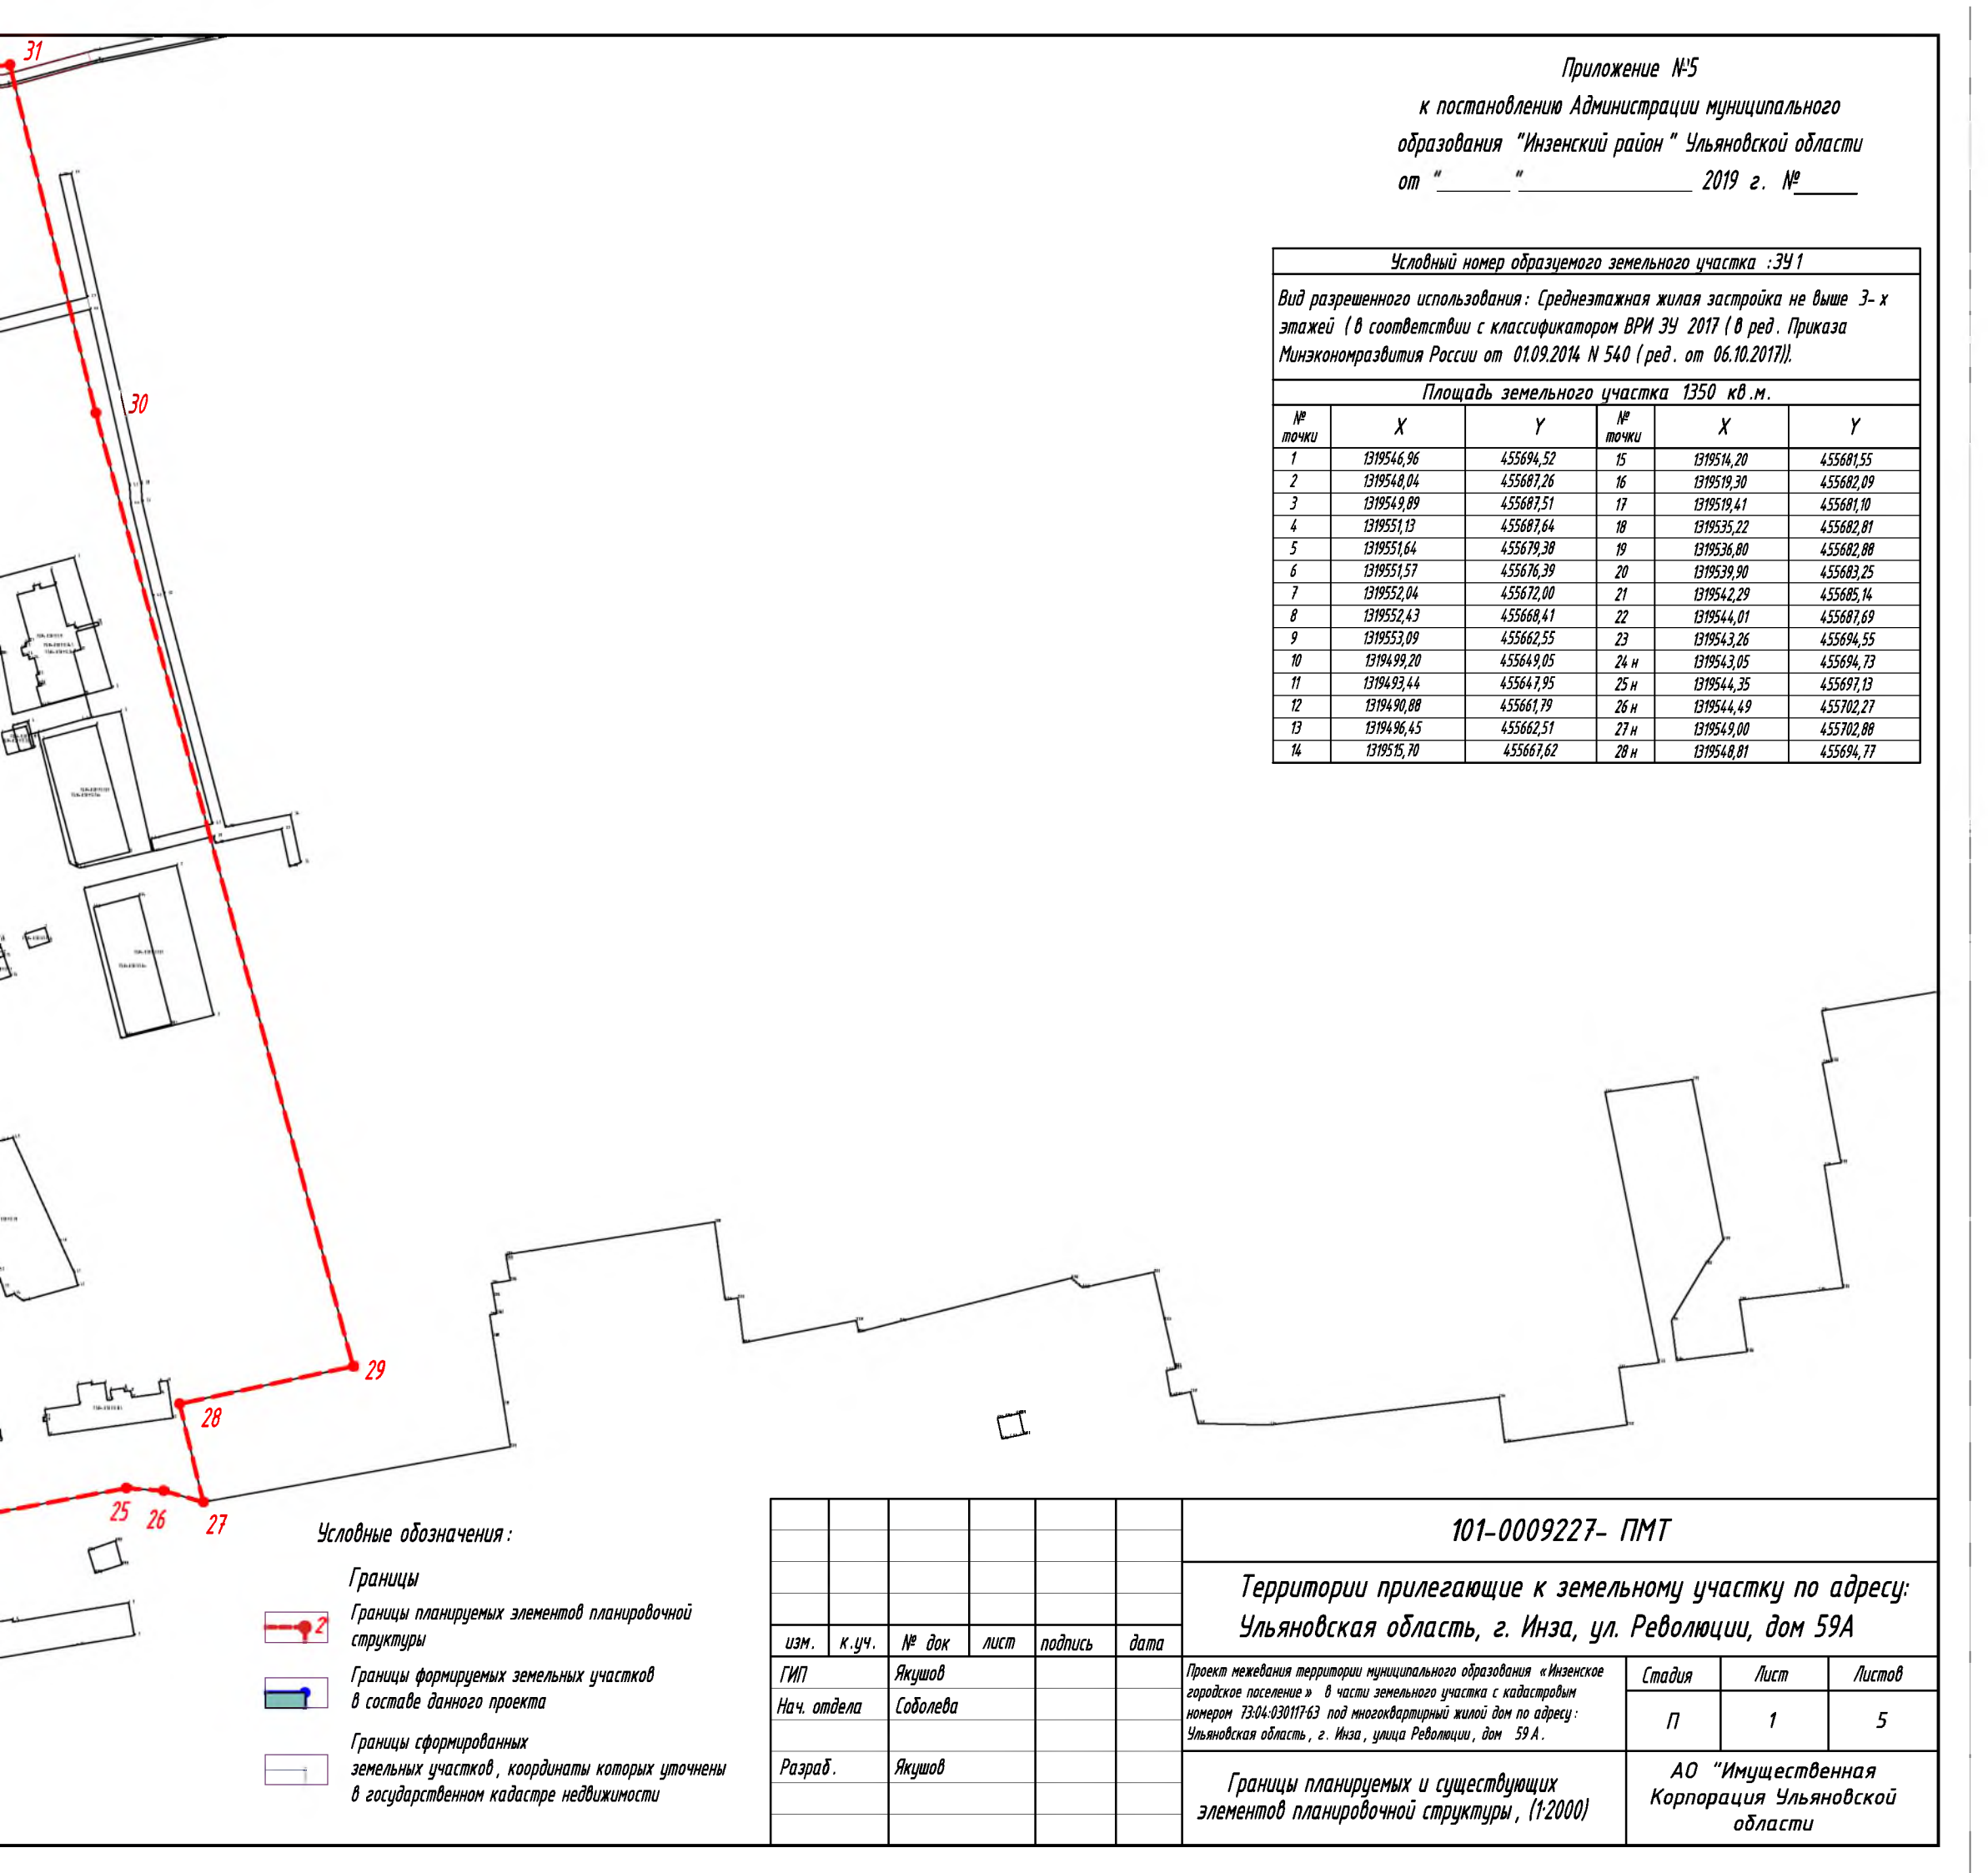 Приложение №5
к постановлению Администрации муниципального
образования "Инзенский район" Ульяновской области
от "______"______________ 2019 г. №_____
Условный номер образуемого земельного участка :ЗУ1
Вид разрешенного использования: Среднеэтажная жилая застройка не выше 3-х
этажей (в соответствии с классификатором ВРИ ЗУ 2017 (в ред. Приказа
Минэкономразвития России от 01.09.2014 N 540 (ред. от 06.10.2017)).
Площадь земельного участка 1350 кв.м.
№ точки X Y № точки X Y
1 1319546,96 455694,52 15 1319514,20 455681,55
2 1319548,04 455687,26 16 1319519,30 455682,09
3 1319549,89 455687,51 17 1319519,41 455681,10
4 1319551,13 455687,64 18 1319535,22 455682,81
5 1319551,64 455679,38 19 1319536,80 455682,88
6 1319551,57 455676,39 20 1319539,90 455683,25
7 1319552,04 455672,00 21 1319542,29 455685,14
8 1319552,43 455668,41 22 1319544,01 455687,69
9 1319553,09 455662,55 23 1319543,26 455694,55
10 1319499,20 455649,05 24 н 1319543,05 455694,73
11 1319493,44 455647,95 25 н 1319544,35 455697,13
12 1319490,88 455661,79 26 н 1319544,49 455702,27
13 1319496,45 455662,51 27 н 1319549,00 455702,88
14 1319515,70 455667,62 28 н 1319548,81 455694,77
31
30
29
28
25
26
27
Условные обозначения:
Границы
2
Границы планируемых элементов планировочной
структуры
Границы формируемых земельных участков
в составе данного проекта
Границы сформированных
земельных участков, координаты которых уточнены
в государственном кадастре недвижимости
101-0009227- ПМТ
Территории прилегающие к земельному участку по адресу:
Ульяновская область, г. Инза, ул. Революции, дом 59А
изм. к.уч. № док лист подпись дата
ГИП Якушов
Нач. отдела Соболева
Разраб. Якушов
Проект межевания территории муниципального образования «Инзенское
городское поселение» в части земельного участка с кадастровым
номером 73:04:030117:63 под многоквартирный жилой дом по адресу:
Ульяновская область, г. Инза, улица Революции, дом 59 А.
Стадия Лист Листов
П 1 5
Границы планируемых и существующих
элементов планировочной структуры, (1:2000)
АО "Имущественная
Корпорация Ульяновской
области